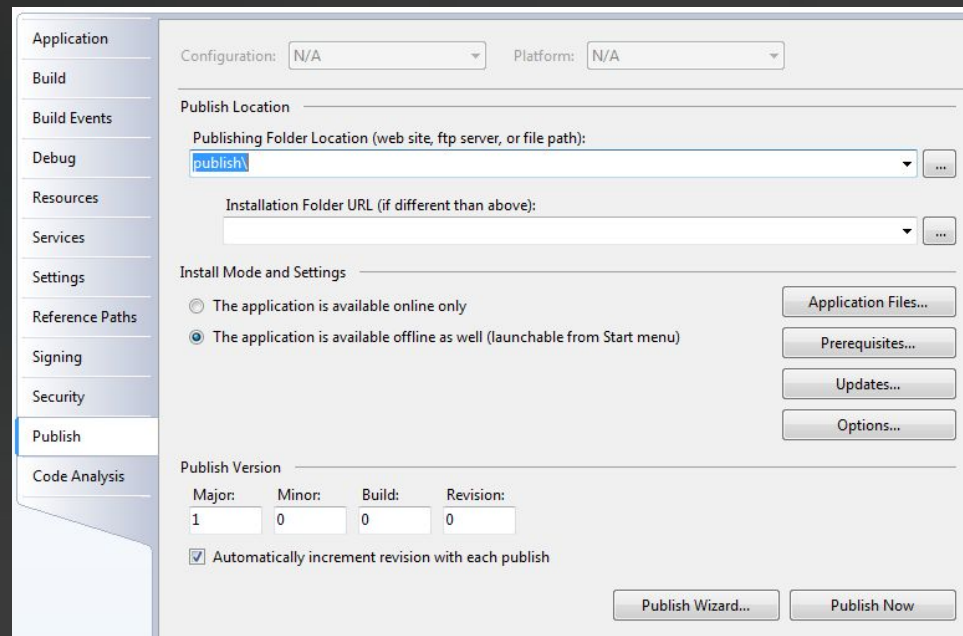 Application
Build
Build Events
Debug
Resources
Services
Settings
Reference Paths
Signing
Security
Publish
Code Analysis
Configuration: N/A Platform: N/A
Publish Location
Publishing Folder Location (web site, ftp server, or file path):
publish\
...
Installation Folder URL (if different than above):
...
Install Mode and Settings
The application is available online only
The application is available offline as well (launchable from Start menu)
Application Files...
Prerequisites...
Updates...
Options...
Publish Version
Major: Minor: Build: Revision:
1 0 0 0
Automatically increment revision with each publish
Publish Wizard... Publish Now